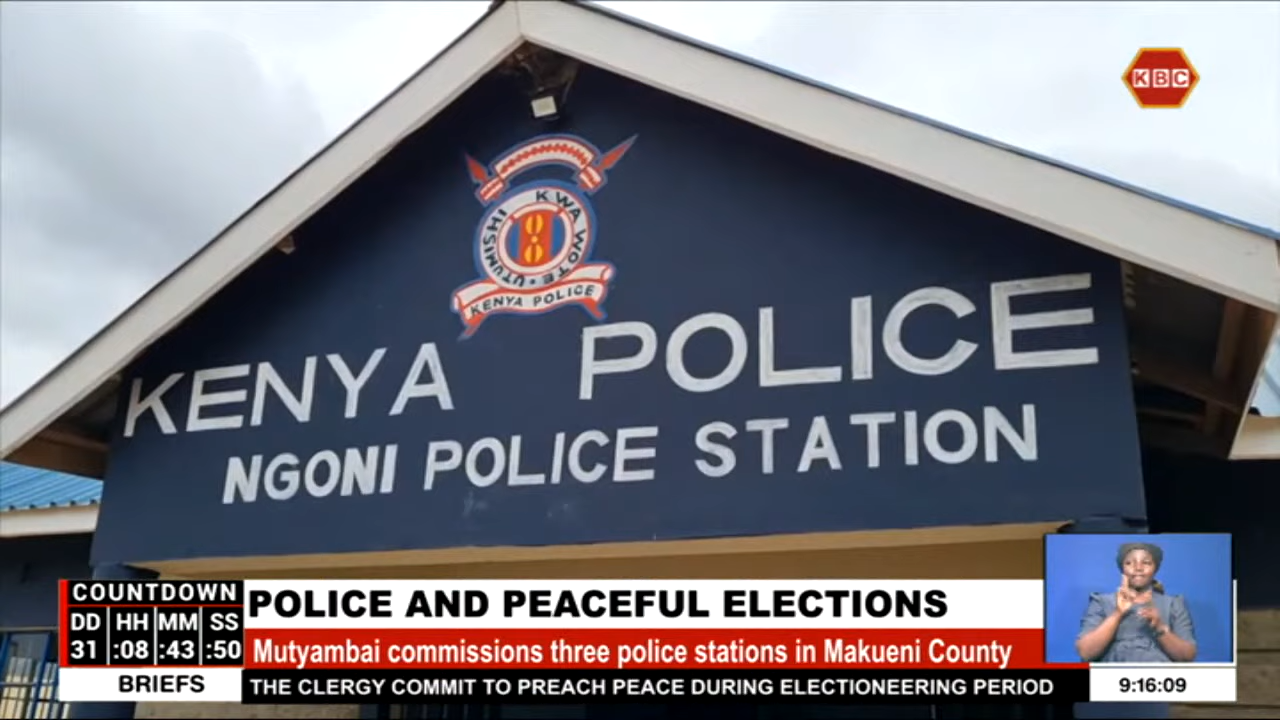 KBC
UTUMISHI KWA WOTE
KENYA POLICE
KENYA POLICE
NGONI POLICE STATION
COUNTDOWN
DD HH MM SS
31 :08 :43 :50
POLICE AND PEACEFUL ELECTIONS
Mutyambai commissions three police stations in Makueni County
BRIEFS
THE CLERGY COMMIT TO PREACH PEACE DURING ELECTIONEERING PERIOD
9:16:09